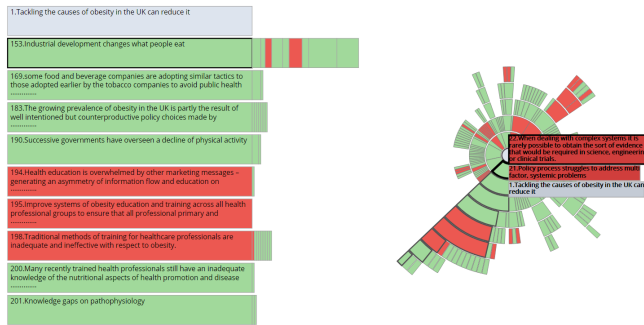 1.Tackling the causes of obesity in the UK can reduce it
153.Industrial development changes what people eat
169.some food and beverage companies are adopting similar tactics to
those adopted earlier by the tobacco companies to avoid public health
.............
183.The growing prevalence of obesity in the UK is partly the result of
well intentioned but counterproductive policy choices made by
.............
190.Successive governments have overseen a decline of physical activity
.............
194.Health education is overwhelmed by other marketing messages –
generating an asymmetry of information flow and education on
.............
195.Improve systems of obesity education and training across all health
professional groups to ensure that all professional primary and
.............
198.Traditional methods of training for healthcare professionals are
inadequate and ineffective with respect to obesity.
200.Many recently trained health professionals still have an inadequate
knowledge of the nutritional aspects of health promotion and disease
.............
201.Knowledge gaps on pathophysiology
22.When dealing with complex systems it is
rarely possible to obtain the sort of evidence
that would be required in science, engineering
or clinical trials.
21.Policy process struggles to address multi
factor, systemic problems
1.Tackling the causes of obesity in the UK can
reduce it